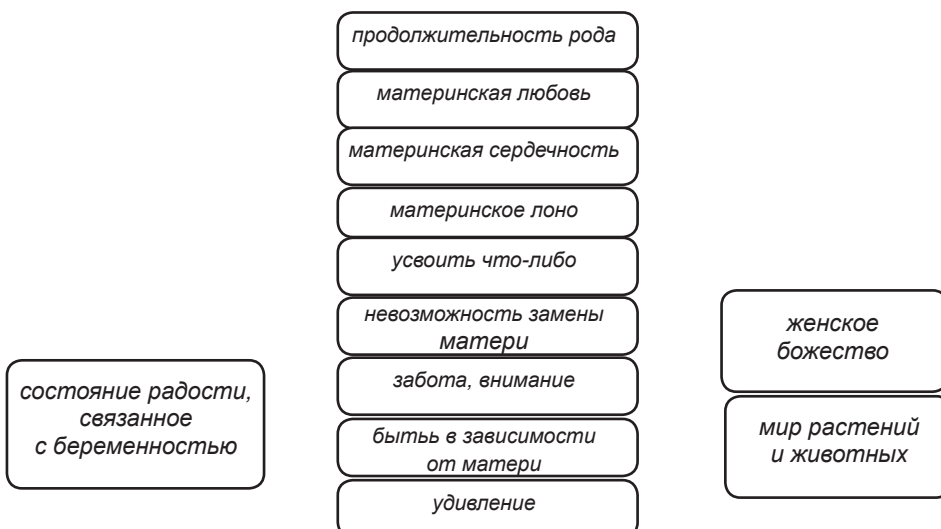 продолжительность рода
материнская любовь
материнская сердечность
материнское лоно
усвоить что-либо
невозможность замены
матери
забота, внимание
бытьь в зависимости
от матери
удивление
состояние радости,
связанное
с беременностью
женское
божество
мир растений
и животных